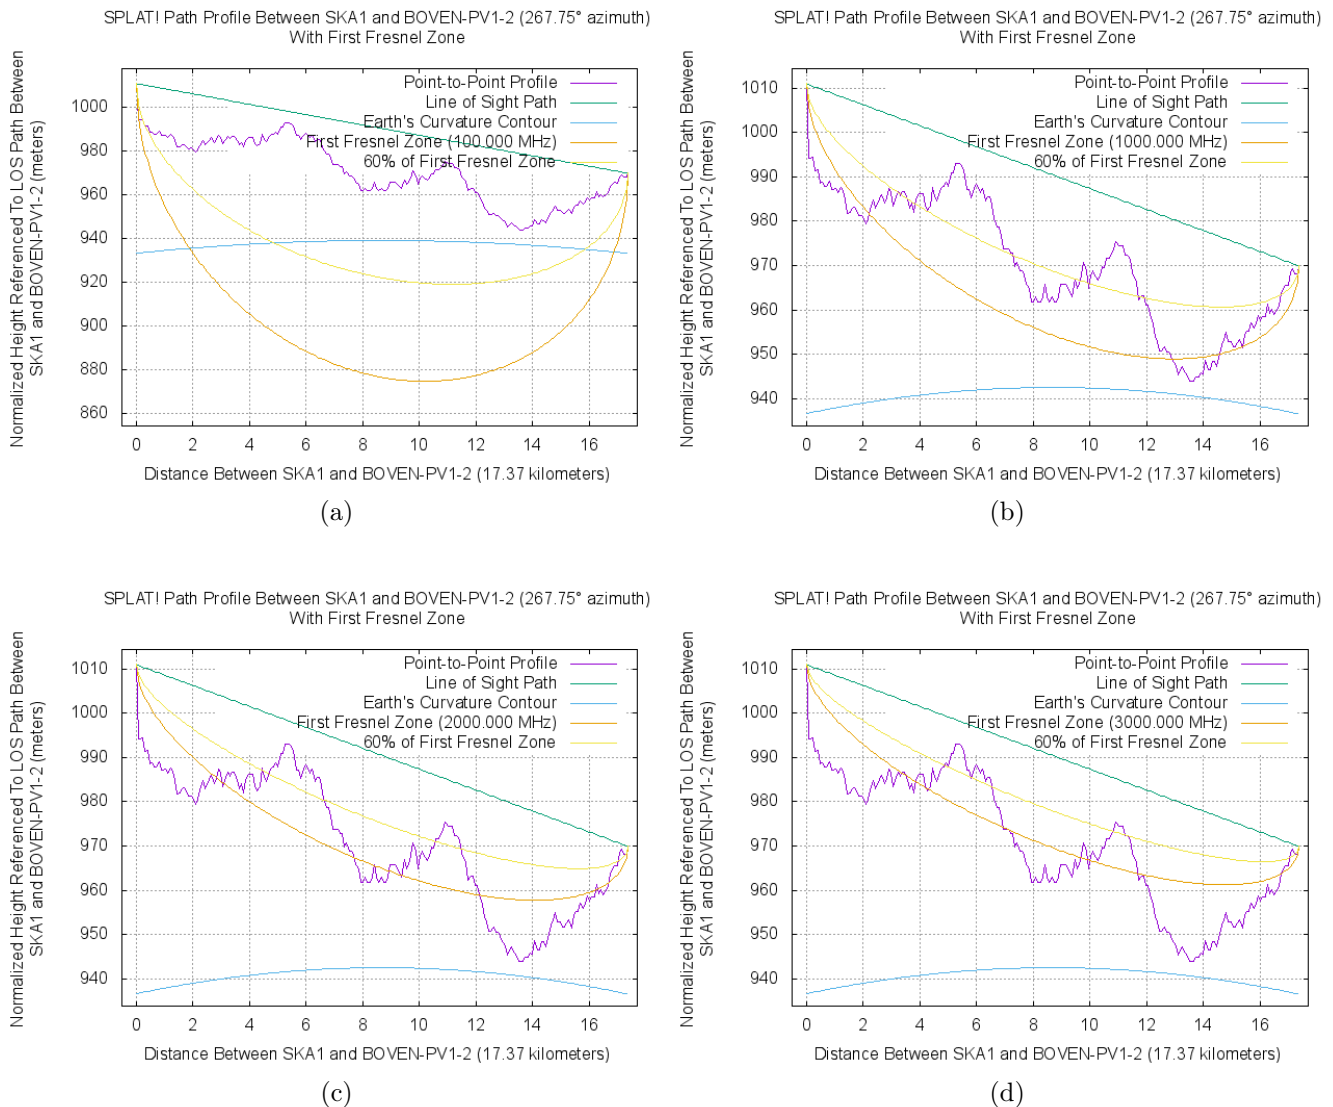 SPLAT! Path Profile Between SKA1 and BOVEN-PV1-2 (267.75° azimuth)
With First Fresnel Zone
Normalized Height Referenced To LOS Path Between
SKA1 and BOVEN-PV1-2 (meters)
Point-to-Point Profile
Line of Sight Path
Earth's Curvature Contour
First Fresnel Zone (100.000 MHz)
60% of First Fresnel Zone
1000
980
960
940
920
900
880
860
0 2 4 6 8 10 12 14 16
Distance Between SKA1 and BOVEN-PV1-2 (17.37 kilometers)
(a)
SPLAT! Path Profile Between SKA1 and BOVEN-PV1-2 (267.75° azimuth)
With First Fresnel Zone
Normalized Height Referenced To LOS Path Between
SKA1 and BOVEN-PV1-2 (meters)
Point-to-Point Profile
Line of Sight Path
Earth's Curvature Contour
First Fresnel Zone (1000.000 MHz)
60% of First Fresnel Zone
1010
1000
990
980
970
960
950
940
0 2 4 6 8 10 12 14 16
Distance Between SKA1 and BOVEN-PV1-2 (17.37 kilometers)
(b)
SPLAT! Path Profile Between SKA1 and BOVEN-PV1-2 (267.75° azimuth)
With First Fresnel Zone
Normalized Height Referenced To LOS Path Between
SKA1 and BOVEN-PV1-2 (meters)
Point-to-Point Profile
Line of Sight Path
Earth's Curvature Contour
First Fresnel Zone (2000.000 MHz)
60% of First Fresnel Zone
1010
1000
990
980
970
960
950
940
0 2 4 6 8 10 12 14 16
Distance Between SKA1 and BOVEN-PV1-2 (17.37 kilometers)
(c)
SPLAT! Path Profile Between SKA1 and BOVEN-PV1-2 (267.75° azimuth)
With First Fresnel Zone
Normalized Height Referenced To LOS Path Between
SKA1 and BOVEN-PV1-2 (meters)
Point-to-Point Profile
Line of Sight Path
Earth's Curvature Contour
First Fresnel Zone (3000.000 MHz)
60% of First Fresnel Zone
1010
1000
990
980
970
960
950
940
0 2 4 6 8 10 12 14 16
Distance Between SKA1 and BOVEN-PV1-2 (17.37 kilometers)
(d)